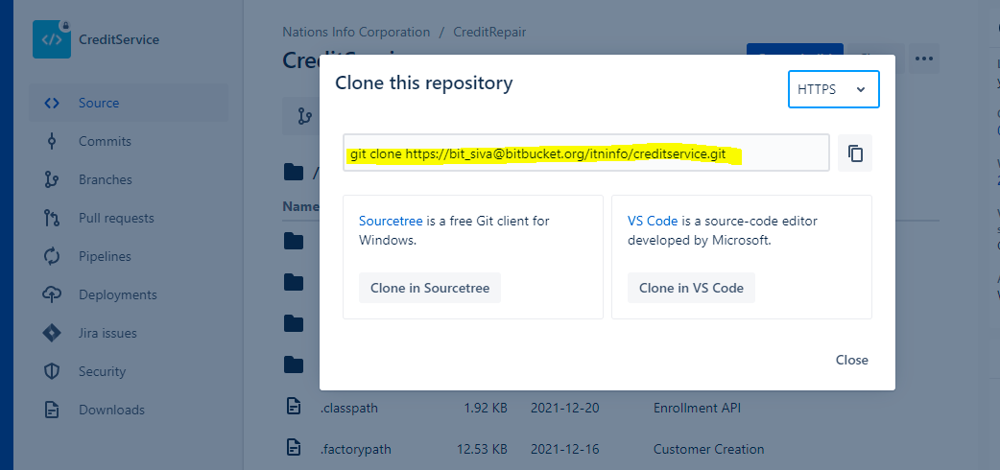 CreditService
Source
Commits
Branches
Pull requests
Pipelines
Deployments
Jira issues
Security
Downloads
Nations Info Corporation / CreditRepair
Clone this repository
HTTPS
git clone https://bit_siva@bitbucket.org/itninfo/creditservice.git
Sourcetree is a free Git client for
Windows.
Clone in Sourcetree
VS Code is a source-code editor
developed by Microsoft.
Clone in VS Code
Close
/
Name
.classpath 1.92 KB 2021-12-20 Enrollment API
.factorypath 12.53 KB 2021-12-16 Customer Creation